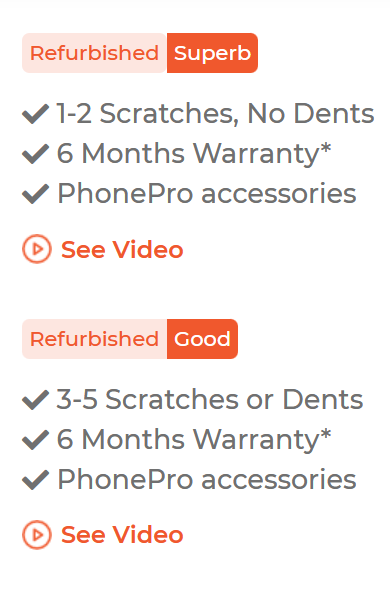 Refurbished Superb
1-2 Scratches, No Dents
6 Months Warranty*
PhonePro accessories
See Video
Refurbished Good
3-5 Scratches or Dents
6 Months Warranty*
PhonePro accessories
See Video